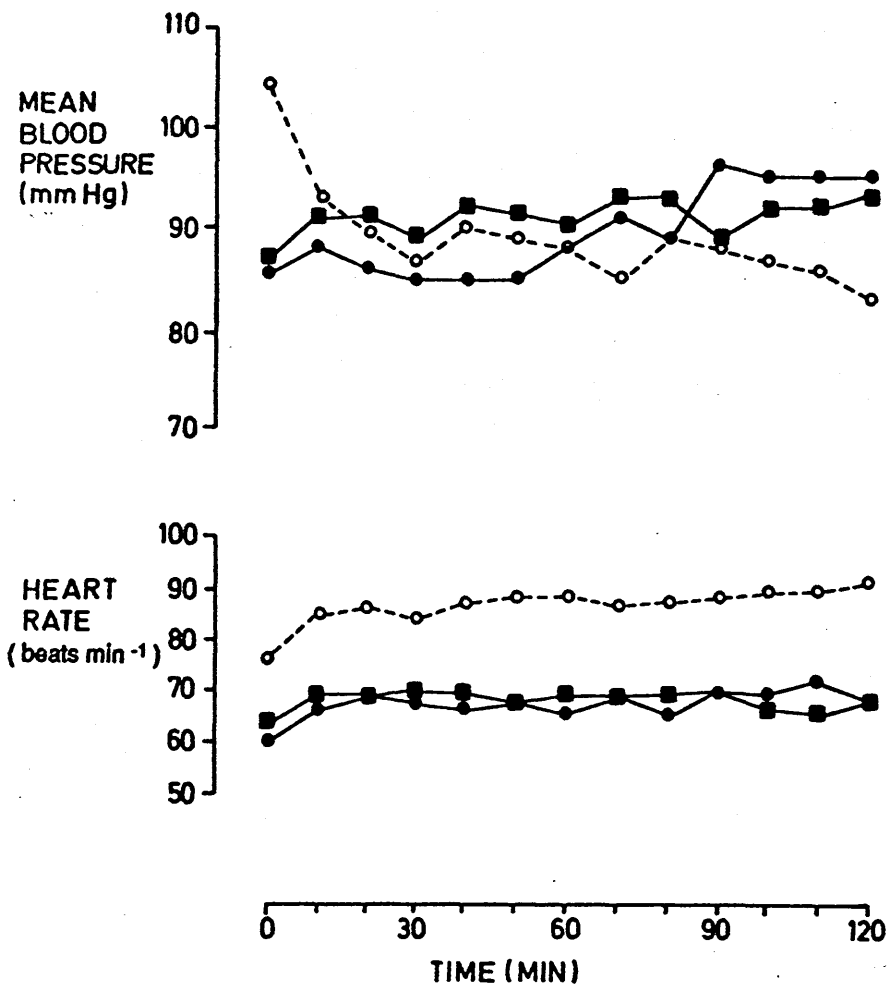 110
100
90
80
70
MEAN
BLOOD
PRESSURE
(mm Hg)
100
90
80
70
60
50
HEART
RATE
(beats min -1)
0 30 60 90 120
TIME (MIN)